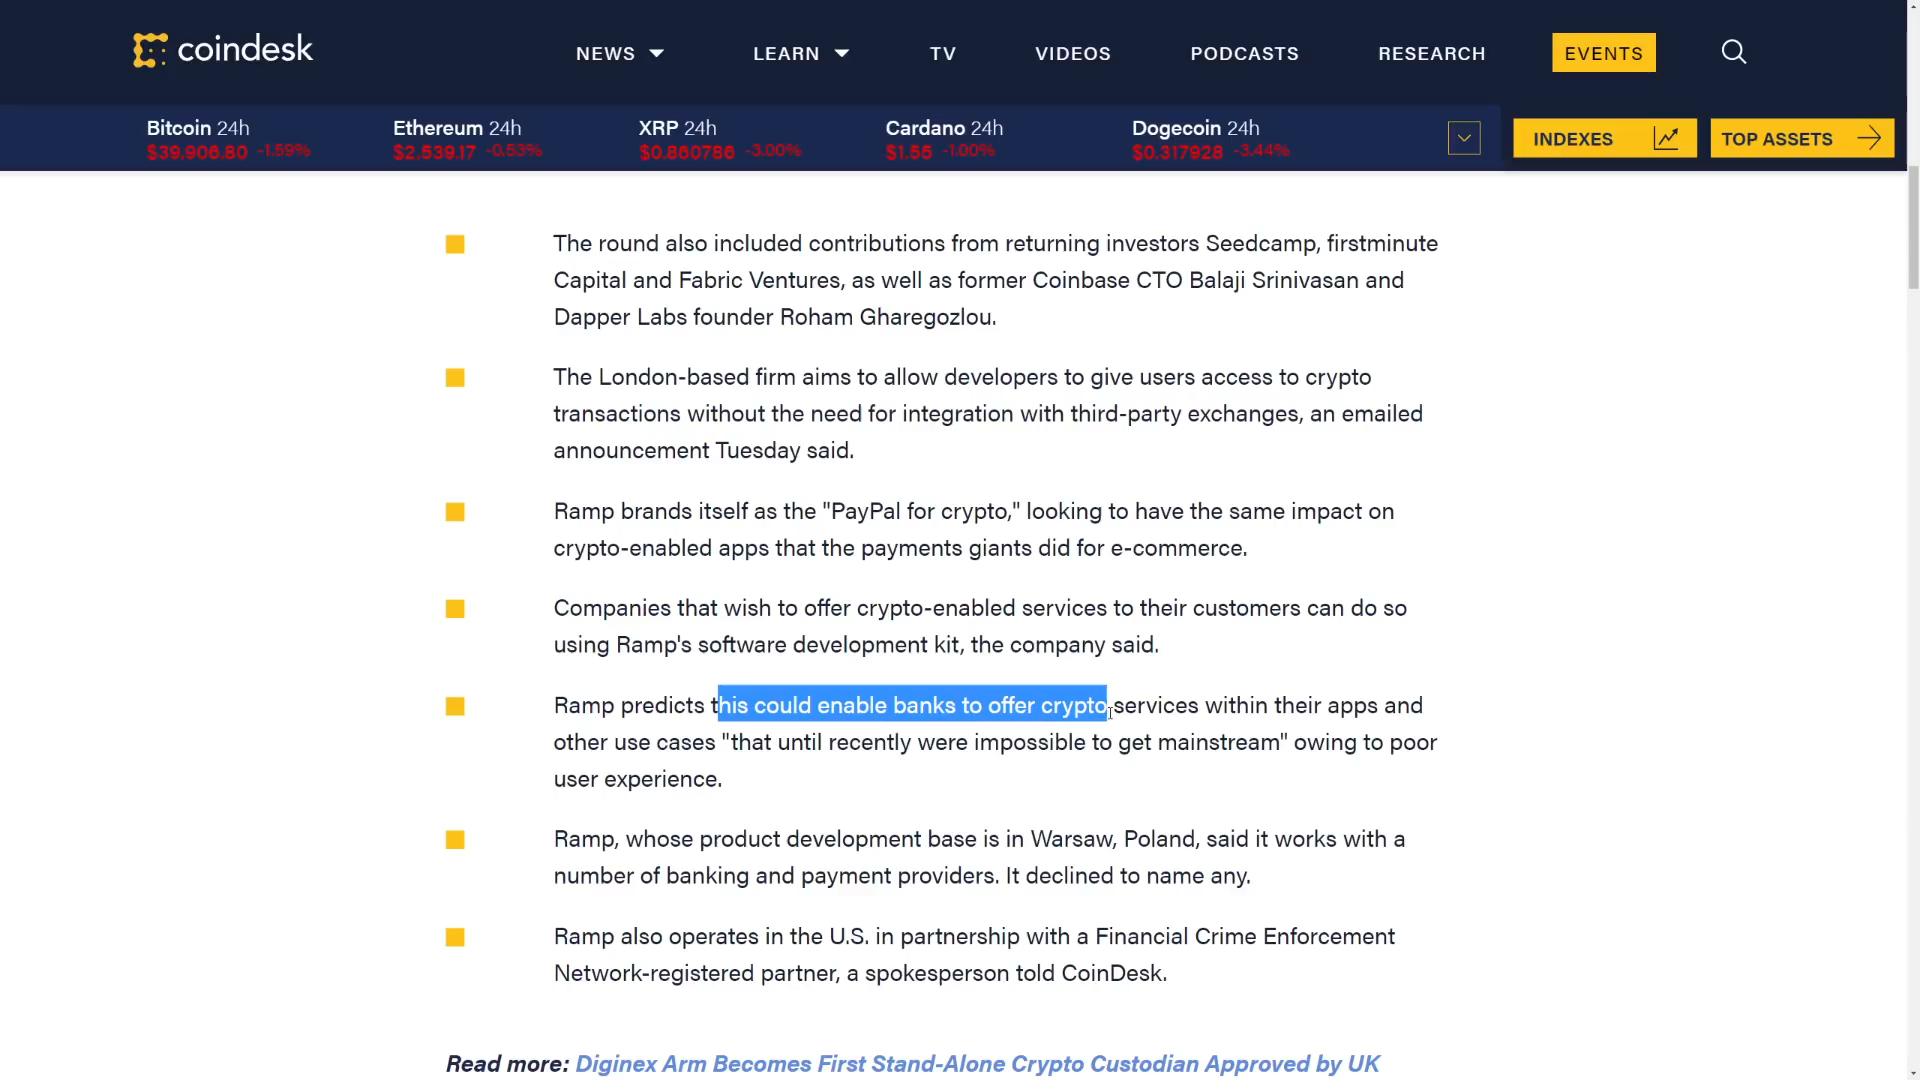 coindesk
NEWS LEARN TV VIDEOS PODCASTS RESEARCH EVENTS
Bitcoin 24h Ethereum 24h XRP 24h Cardano 24h Dogecoin 24h
$39,906.80 -1.59% $2,539.17 -0.53% $0.860786 -3.00% $1.55 -1.00% $0.317928 -3.44%
INDEXES TOP ASSETS
The round also included contributions from returning investors Seedcamp, firstminute
Capital and Fabric Ventures, as well as former Coinbase CTO Balaji Srinivasan and
Dapper Labs founder Roham Gharegozlou.
The London-based firm aims to allow developers to give users access to crypto
transactions without the need for integration with third-party exchanges, an emailed
announcement Tuesday said.
Ramp brands itself as the "PayPal for crypto," looking to have the same impact on
crypto-enabled apps that the payments giants did for e-commerce.
Companies that wish to offer crypto-enabled services to their customers can do so
using Ramp's software development kit, the company said.
Ramp predicts this could enable banks to offer crypto services within their apps and
other use cases "that until recently were impossible to get mainstream" owing to poor
user experience.
Ramp, whose product development base is in Warsaw, Poland, said it works with a
number of banking and payment providers. It declined to name any.
Ramp also operates in the U.S. in partnership with a Financial Crime Enforcement
Network-registered partner, a spokesperson told CoinDesk.
Read more: Diginex Arm Becomes First Stand-Alone Crypto Custodian Approved by UK